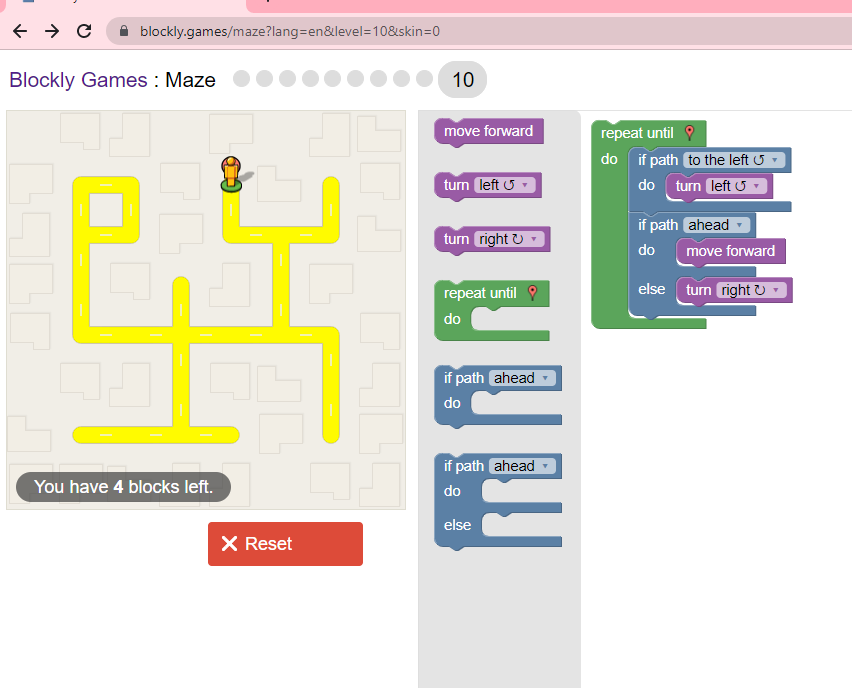 blockly.games/maze?lang=en&level=10&skin=0
Blockly Games : Maze 10
You have 4 blocks left.
Reset
move forward
turn left ↺ ▾
turn right ↻ ▾
repeat until
do
if path ahead ▾
do
if path ahead ▾
do
else
repeat until
do
if path to the left ↺ ▾
do turn left ↺ ▾
if path ahead ▾
do move forward
else turn right ↻ ▾